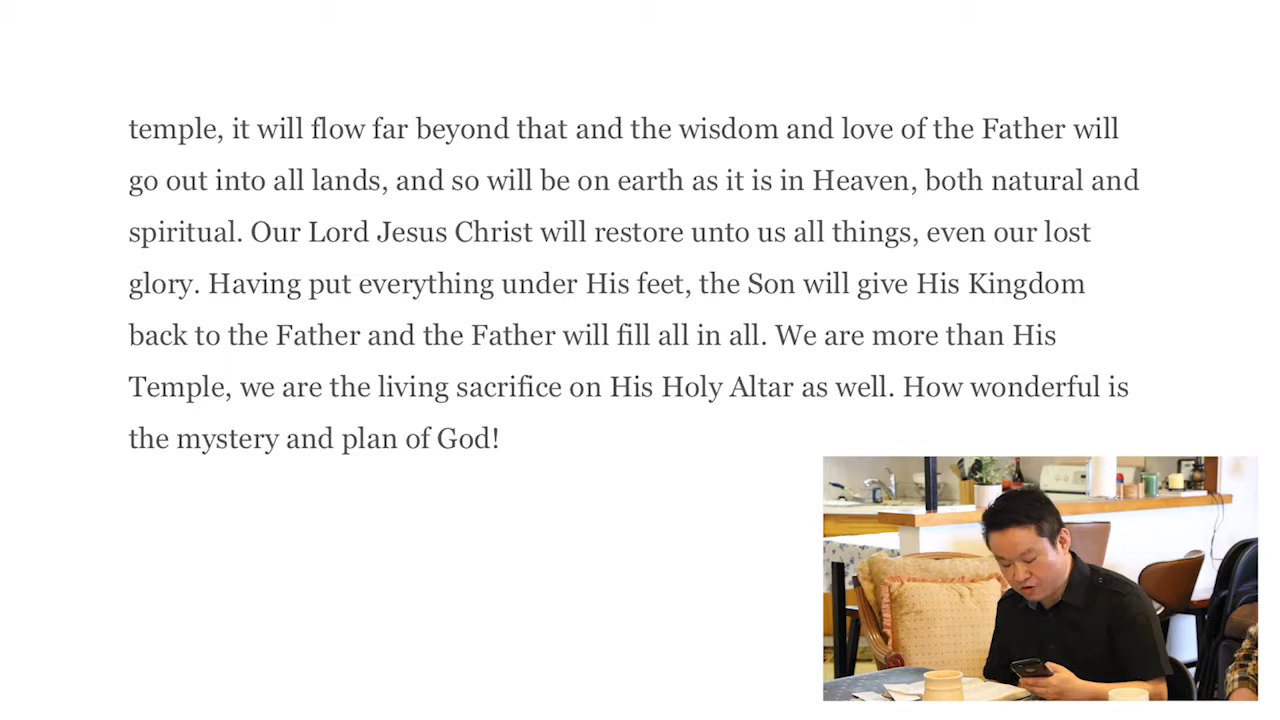 temple, it will flow far beyond that and the wisdom and love of the Father will
go out into all lands, and so will be on earth as it is in Heaven, both natural and
spiritual. Our Lord Jesus Christ will restore unto us all things, even our lost
glory. Having put everything under His feet, the Son will give His Kingdom
back to the Father and the Father will fill all in all. We are more than His
Temple, we are the living sacrifice on His Holy Altar as well. How wonderful is
the mystery and plan of God!